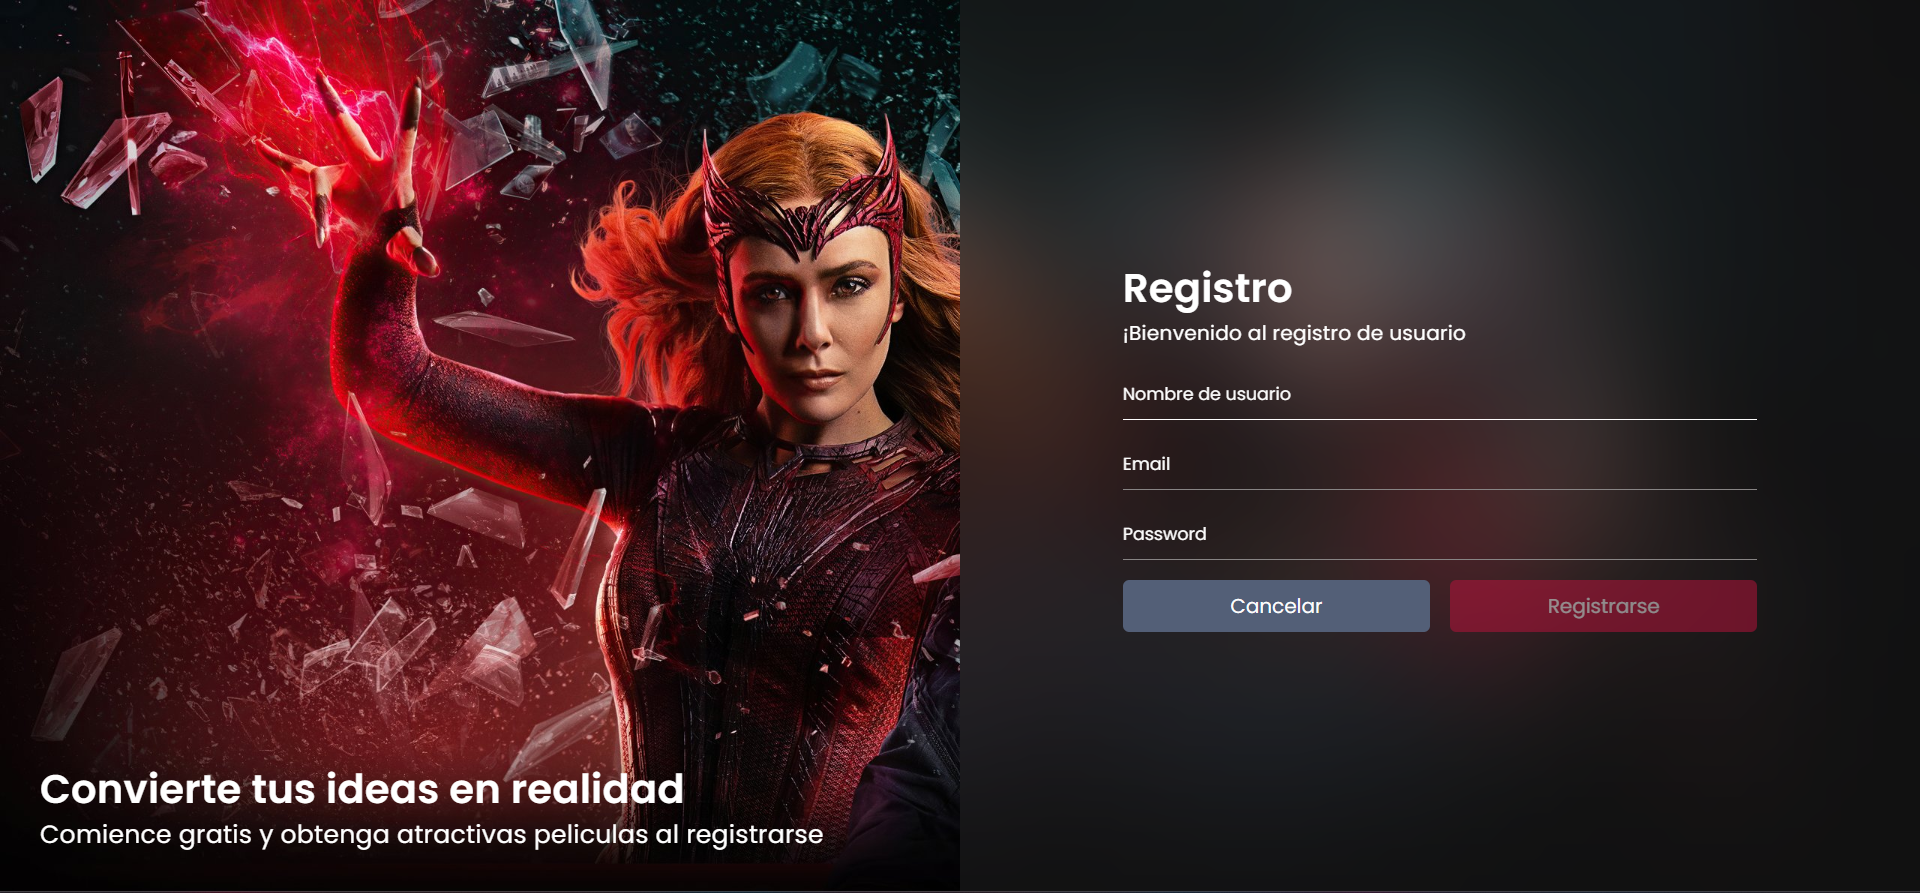 Convierte tus ideas en realidad
Comience gratis y obtenga atractivas peliculas al registrarse
Registro
¡Bienvenido al registro de usuario
Nombre de usuario
Email
Password
Cancelar
Registrarse